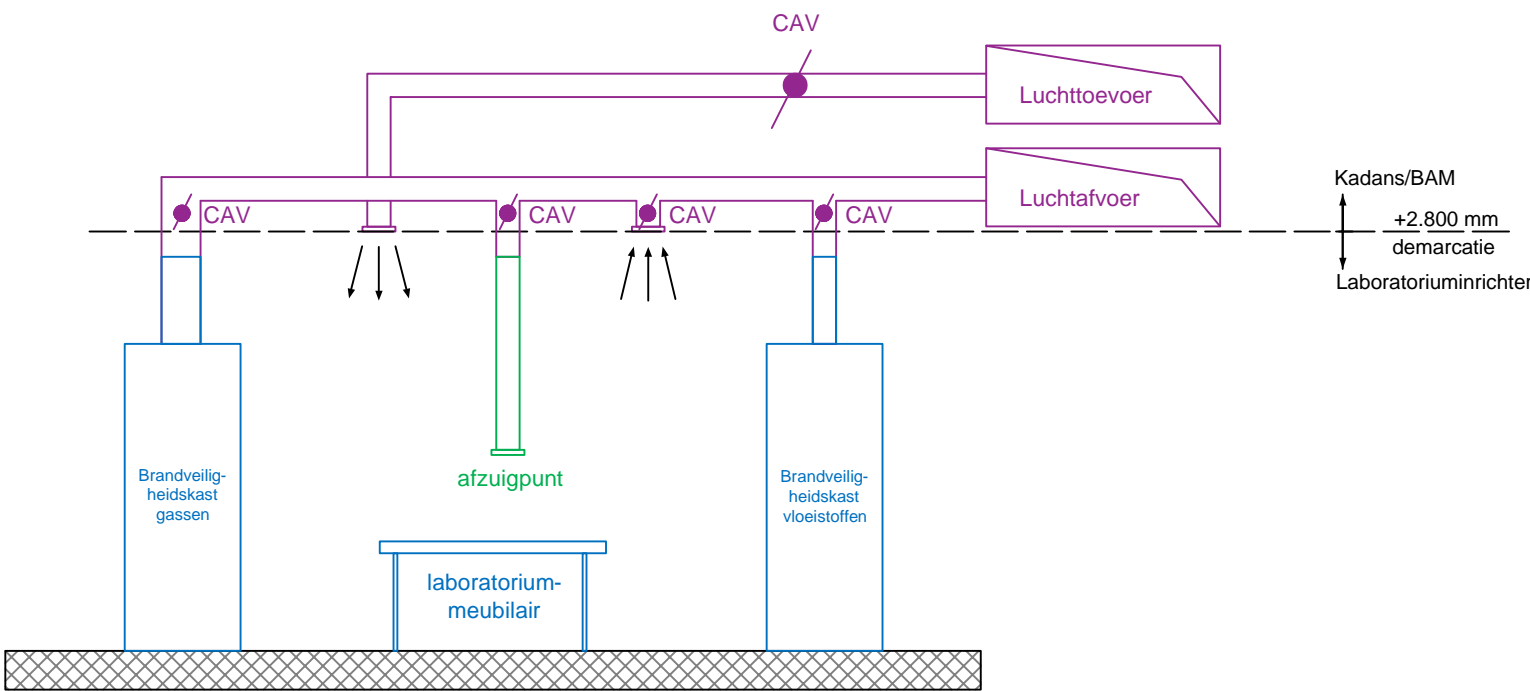 CAV
Luchttoevoer
Kadans/BAM
Luchtafvoer
CAV
CAV
CAV
CAV
+2.800 mm
demarcatie
Laboratoriuminrichter
afzuigpunt
Brandveilig-
heidskast
gassen
Brandveilig-
heidskast
vloeistoffen
laboratorium-
meubilair